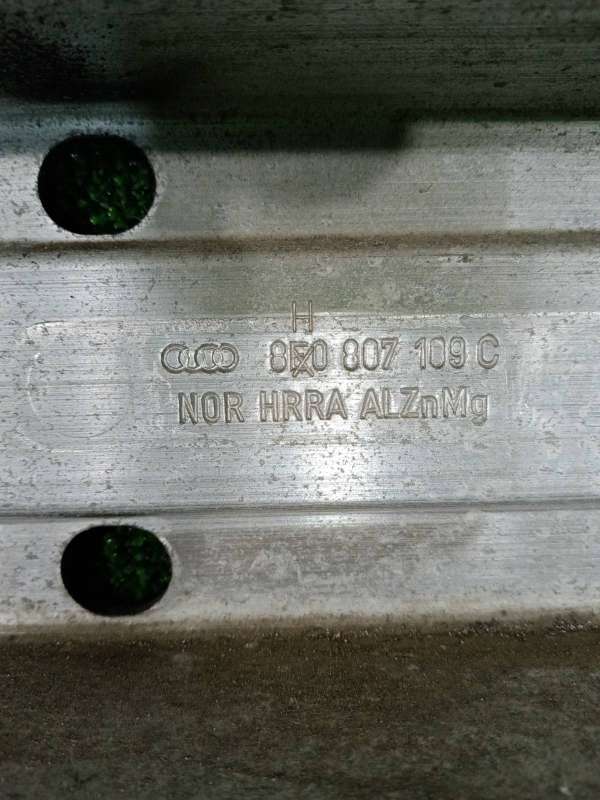 H
8E0 807 109 C
NOR HRRA ALZnMg